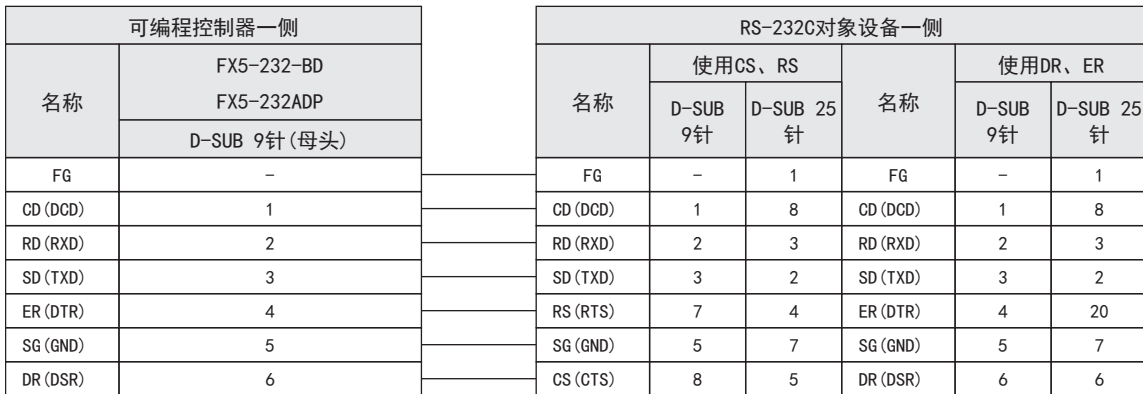 可编程控制器一侧
RS-232C对象设备一侧
名称
FX5-232-BD
FX5-232ADP
D-SUB 9针(母头)
名称
使用CS、RS
名称
使用DR、ER
D-SUB
9针
D-SUB 25
针
D-SUB
9针
D-SUB 25
针
FG - FG - 1 FG - 1
CD(DCD) 1 CD(DCD) 1 8 CD(DCD) 1 8
RD(RXD) 2 RD(RXD) 2 3 RD(RXD) 2 3
SD(TXD) 3 SD(TXD) 3 2 SD(TXD) 3 2
ER(DTR) 4 RS(RTS) 7 4 ER(DTR) 4 20
SG(GND) 5 SG(GND) 5 7 SG(GND) 5 7
DR(DSR) 6 CS(CTS) 8 5 DR(DSR) 6 6